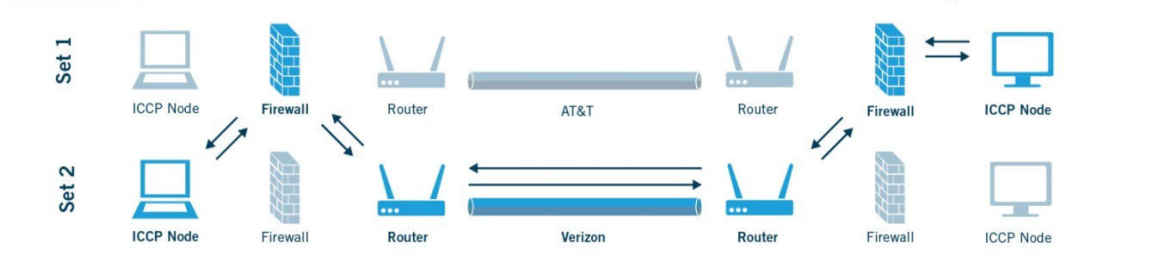 Set 1
ICCP Node
Firewall
Router
AT&T
Router
Firewall
ICCP Node
Set 2
ICCP Node
Firewall
Router
Verizon
Router
Firewall
ICCP Node